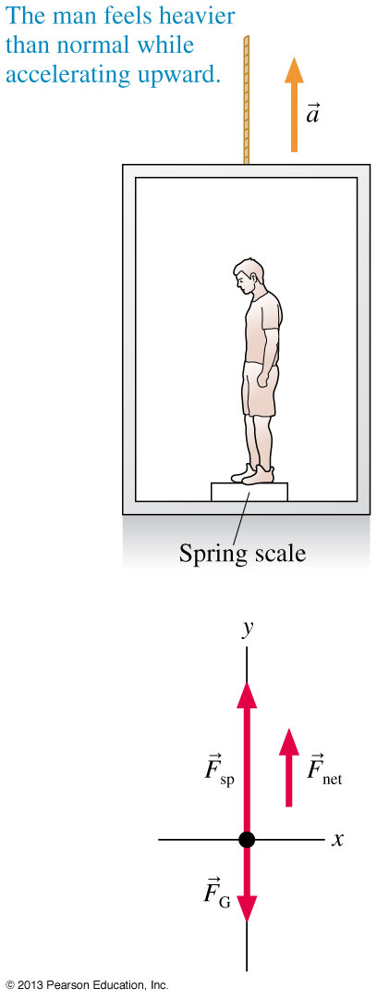 The man feels heavier
than normal while
accelerating upward.
a⃗
Spring scale
y
F⃗sp
F⃗net
x
F⃗G
© 2013 Pearson Education, Inc.